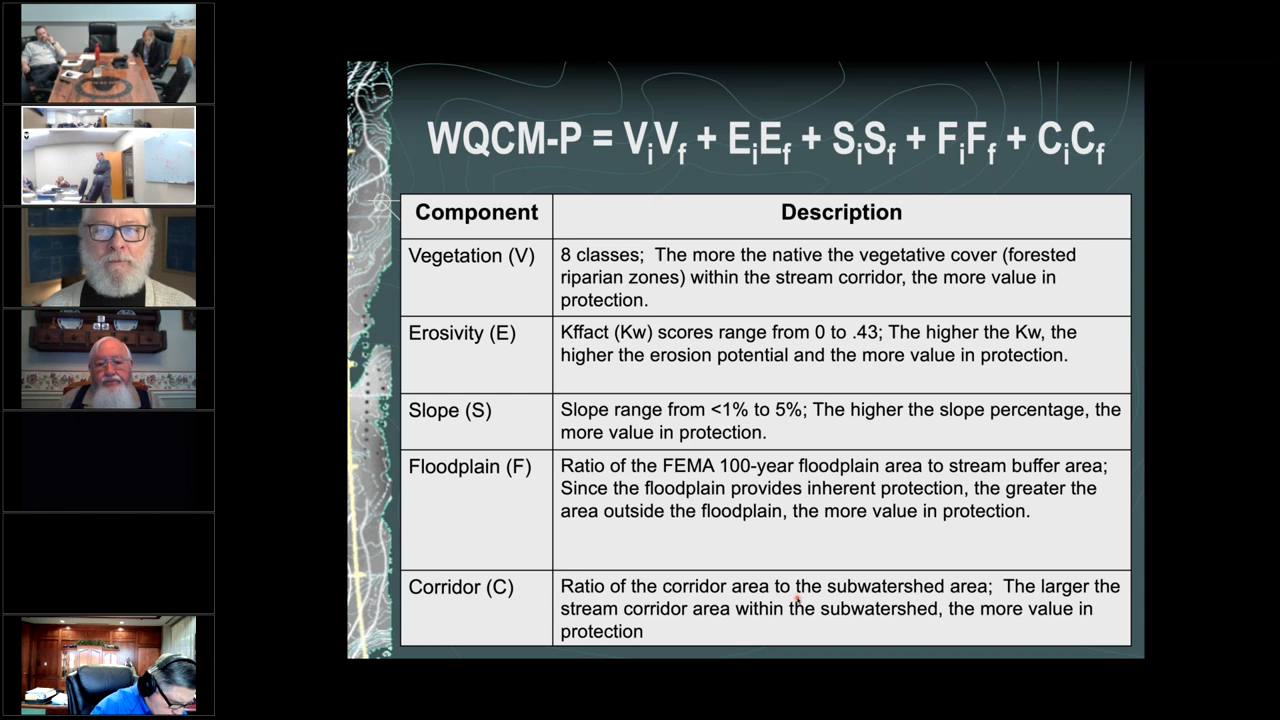 WQCM-P = ViVf + EiEf + SiSf + FiFf + CiCf
Component
Description
Vegetation (V)
8 classes; The more the native the vegetative cover (forested
riparian zones) within the stream corridor, the more value in
protection.
Erosivity (E)
Kffact (Kw) scores range from 0 to .43; The higher the Kw, the
higher the erosion potential and the more value in protection.
Slope (S)
Slope range from <1% to 5%; The higher the slope percentage, the
more value in protection.
Floodplain (F)
Ratio of the FEMA 100-year floodplain area to stream buffer area;
Since the floodplain provides inherent protection, the greater the
area outside the floodplain, the more value in protection.
Corridor (C)
Ratio of the corridor area to the subwatershed area; The larger the
stream corridor area within the subwatershed, the more value in
protection